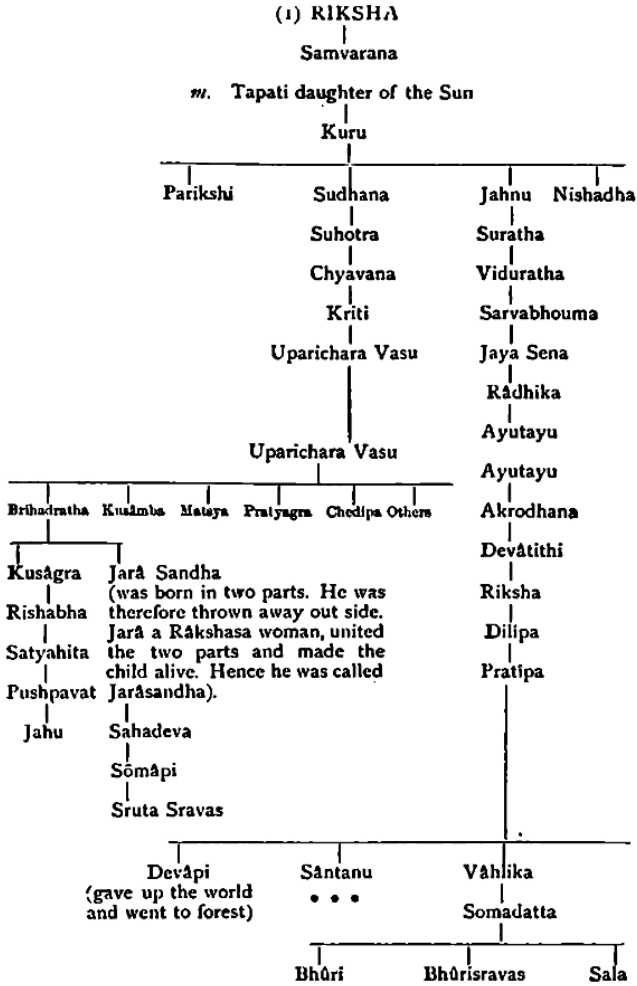 (1) RIKSHA
Samvarana
m. Tapati daughter of the Sun
Kuru
Parikshi Sudhana Jahnu Nishadha
Suhotra Suratha
Chyavana Viduratha
Kriti Sarvabhouma
Uparichara Vasu Jaya Sena
Râdhika
Ayutayu
Uparichara Vasu
Ayutayu
Brihadratha Kusâmba Matsya Pratyagra Chedipa Others
Akrodhana
Devâtithi
Kusâgra Jarâ Sandha
(was born in two parts. He was
Riksha
Rishabha therefore thrown away out side.
Jarâ a Râkshasa woman, united
Dilipa
Satyahita the two parts and made the
child alive. Hence he was called
Pratipa
Pushpavat Jarâsandha).
Jahu Sahadeva
Sōmâpi
Sruta Sravas
Devâpi Sântanu Vâhlika
(gave up the world • • •
and went to forest) Somadatta
Bhûri Bhûrisravas Sala